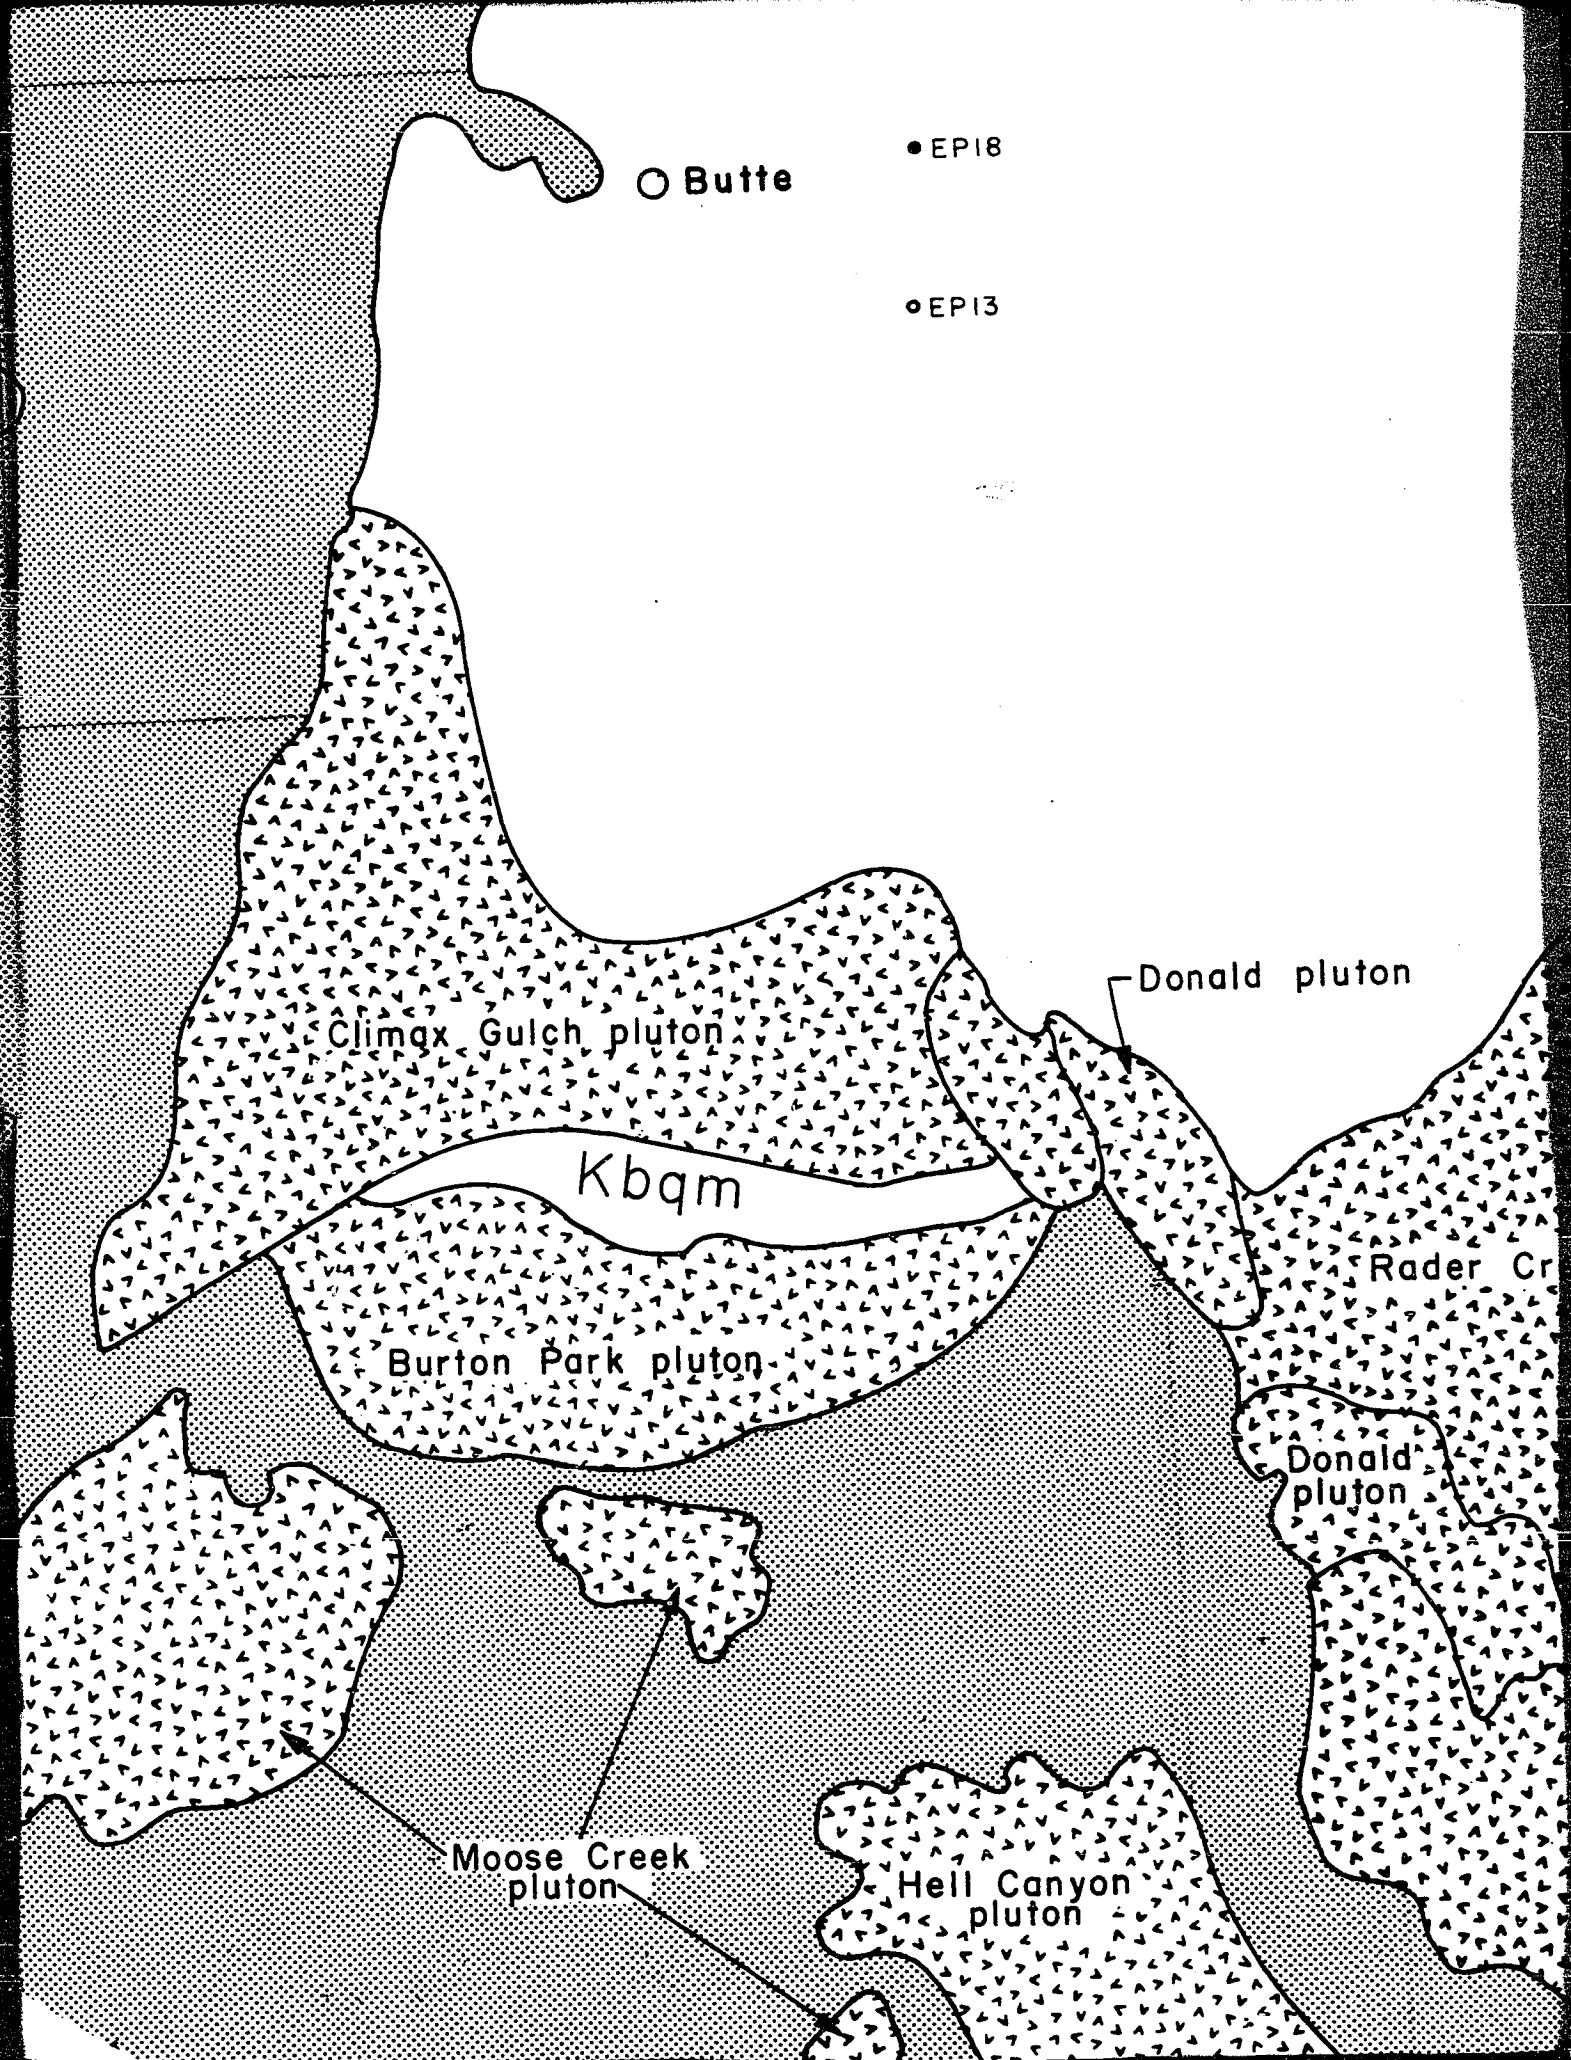 EP18
Butte
EP13
Donald pluton
Climax Gulch pluton
Kbqm
Rader Cr
Burton Park pluton
Donald
pluton
Moose Creek
pluton
Hell Canyon
pluton